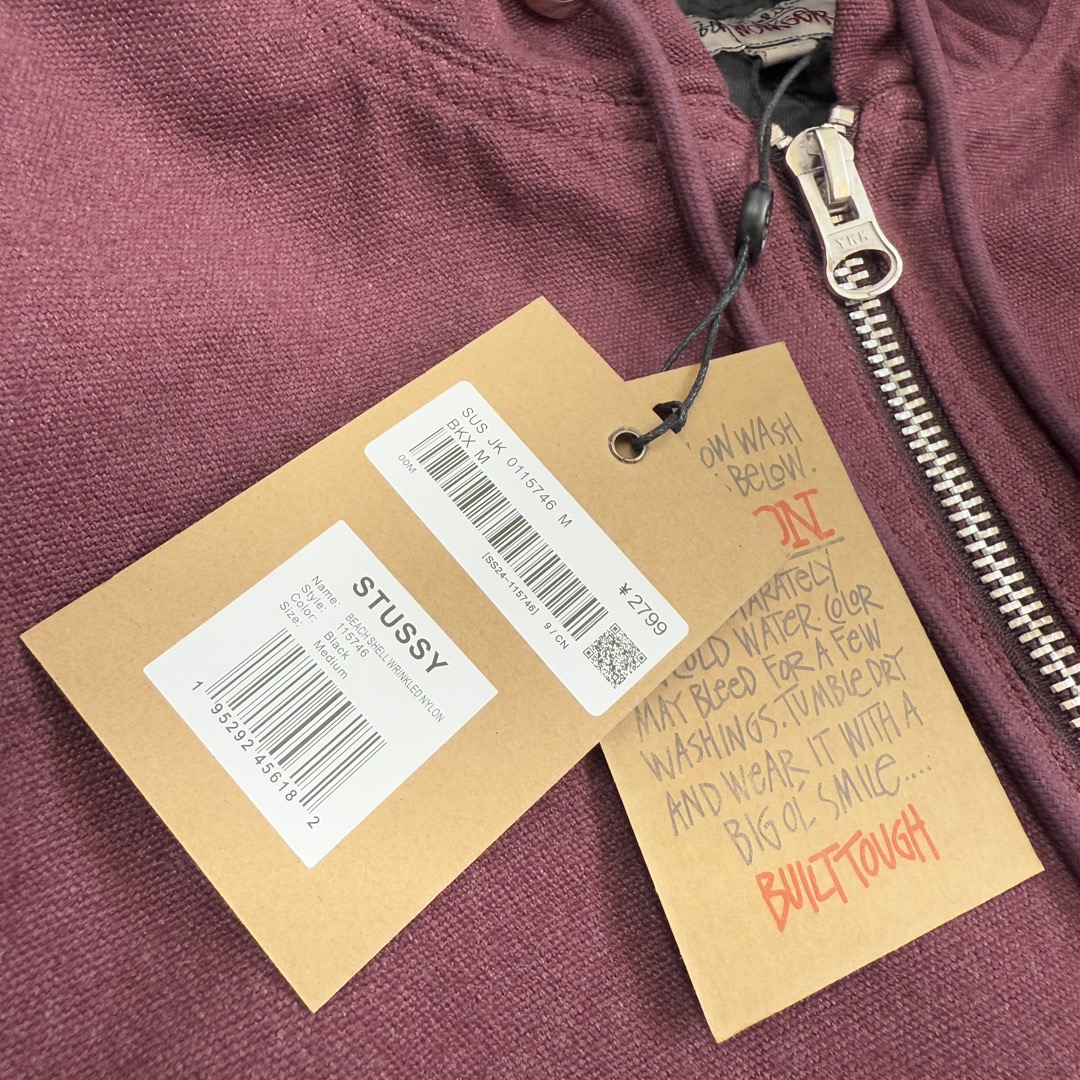 YKK
SUS JK 0115746 M
BKX M
00M
[SS24-115746] 9/CN
¥2799
STUSSY
Name: BEACH SHELL WRINKLED NYLON
Style: 115746
Color: Black
Size: Medium
1 95292 45618 2
OW WASH
BELOW.
ARATELY
COLD WATER. COLOR
MAY BLEED FOR A FEW
WASHINGS. TUMBLE DRY
AND WEAR IT WITH A
BIG OL SMILE....
BUILT TOUGH